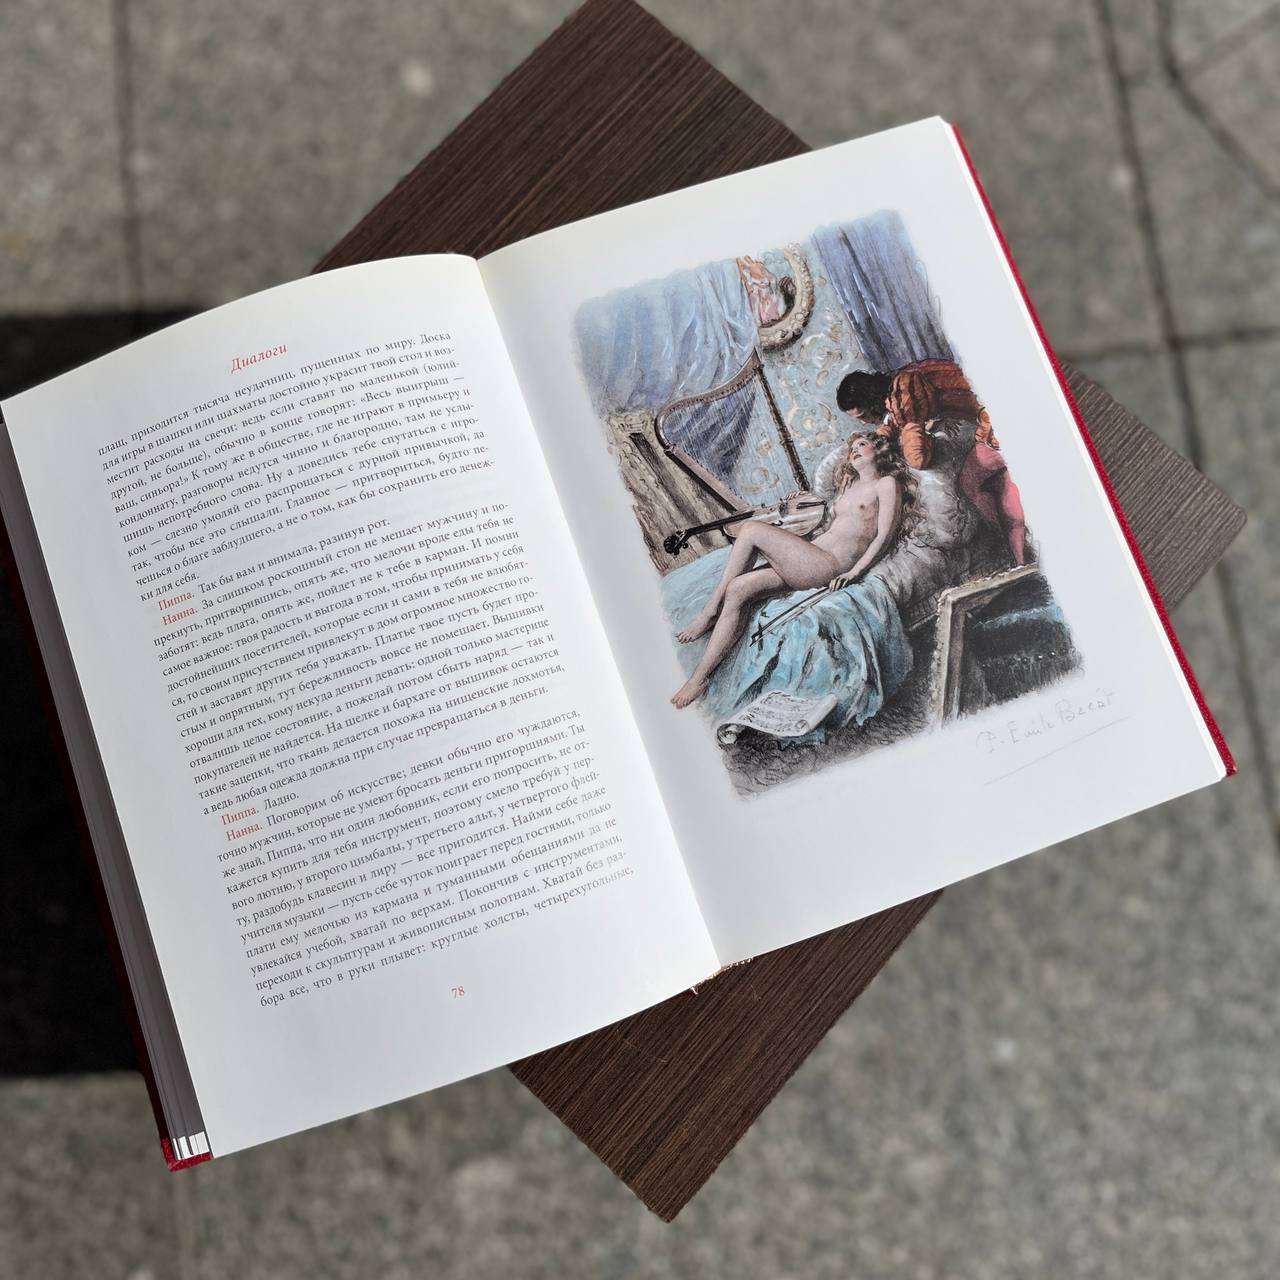 Диалоги
плащ, приходится тысяча неудачниц, пущенных по миру. Доска
для игры в шашки или шахматы достойно украсит твой стол и воз-
местит расходы на свечи: ведь если ставят по маленькой (юлий-
другой, не больше), обычно в конце говорят: «Весь выигрыш —
ваш, синьора!» К тому же в обществе, где не играют в примьеру и
кондоннату, разговоры ведутся чинно и благородно, там не услы-
шишь непотребного слова. Ну а доведись тебе спутаться с игро-
ком — слезно умоляй его распрощаться с дурной привычкой, да
так, чтобы все это слышали. Главное — притвориться, будто пе-
чешься о благе заблудшего, а не о том, как бы сохранить его денеж-
ки для себя.
Пиппа. Так бы вам и внимала, разинув рот.
Нанна. За слишком роскошный стол не мешает мужчину и по-
прекнуть, притворившись, опять же, что мелочи вроде еды тебя не
заботят: ведь плата, опять же, пойдет не к тебе в карман. И помни
самое важное: твоя радость и выгода в том, чтобы принимать у себя
достойнейших посетителей, которые если и сами в тебя не влюбят-
ся, то своим присутствием привлекут в дом огромное множество го-
стей и заставят других тебя уважать. Платье твое пусть будет про-
стым и опрятным, тут бережливость вовсе не помешает. Вышивки
хороши для тех, кому некуда деньги девать: одной только мастерице
отвалишь целое состояние, а пожелай потом сбыть наряд — так и
покупателей не найдется. На шелке и бархате от вышивок остаются
такие зацепки, что ткань делается похожа на нищенские лохмотья,
а ведь любая одежда должна при случае превращаться в деньги.
Пиппа. Ладно.
Нанна. Поговорим об искусстве; девки обычно его чуждаются,
точно мужчин, которые не умеют бросать деньги пригоршнями. Ты
же знай, Пиппа, что ни один любовник, если его попросить, не от-
кажется купить для тебя инструмент, поэтому смело требуй у пер-
вого лютню, у второго цимбалы, у третьего альт, у четвертого флей-
ту, раздобудь клавесин и лиру — все пригодится. Найми себе даже
учителя музыки — пусть себе чуток поиграет перед гостями, только
плати ему мелочью из кармана и туманными обещаниями да не
увлекайся учебой, хватай по верхам. Покончив с инструментами,
переходи к скульптурам и живописным полотнам. Хватай без раз-
бора все, что в руки плывет: круглые холсты, четырехугольные,
78
P. Emile Becat